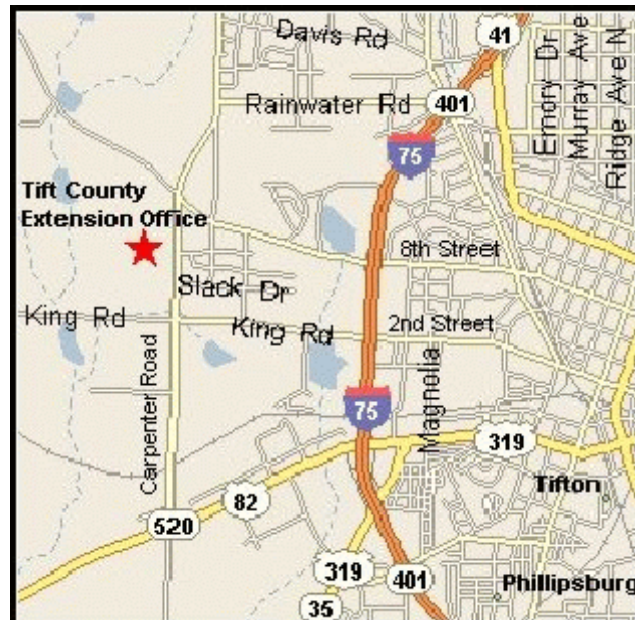 Davis Rd
41
Emory Dr
Murray Ave
Ridge Ave N
Rainwater Rd
401
75
Tift County
Extension Office
8th Street
Slack Dr
King Rd
King Rd
2nd Street
Carpenter Road
Magnolia
75
319
82
Tifton
520
319
401
Phillipsburg
35